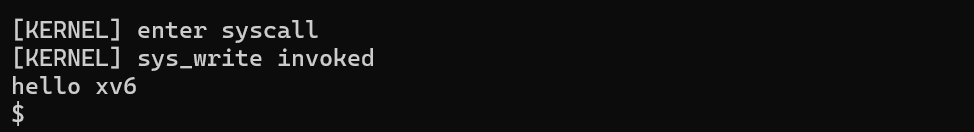 [KERNEL] enter syscall
[KERNEL] sys_write invoked
hello xv6
$